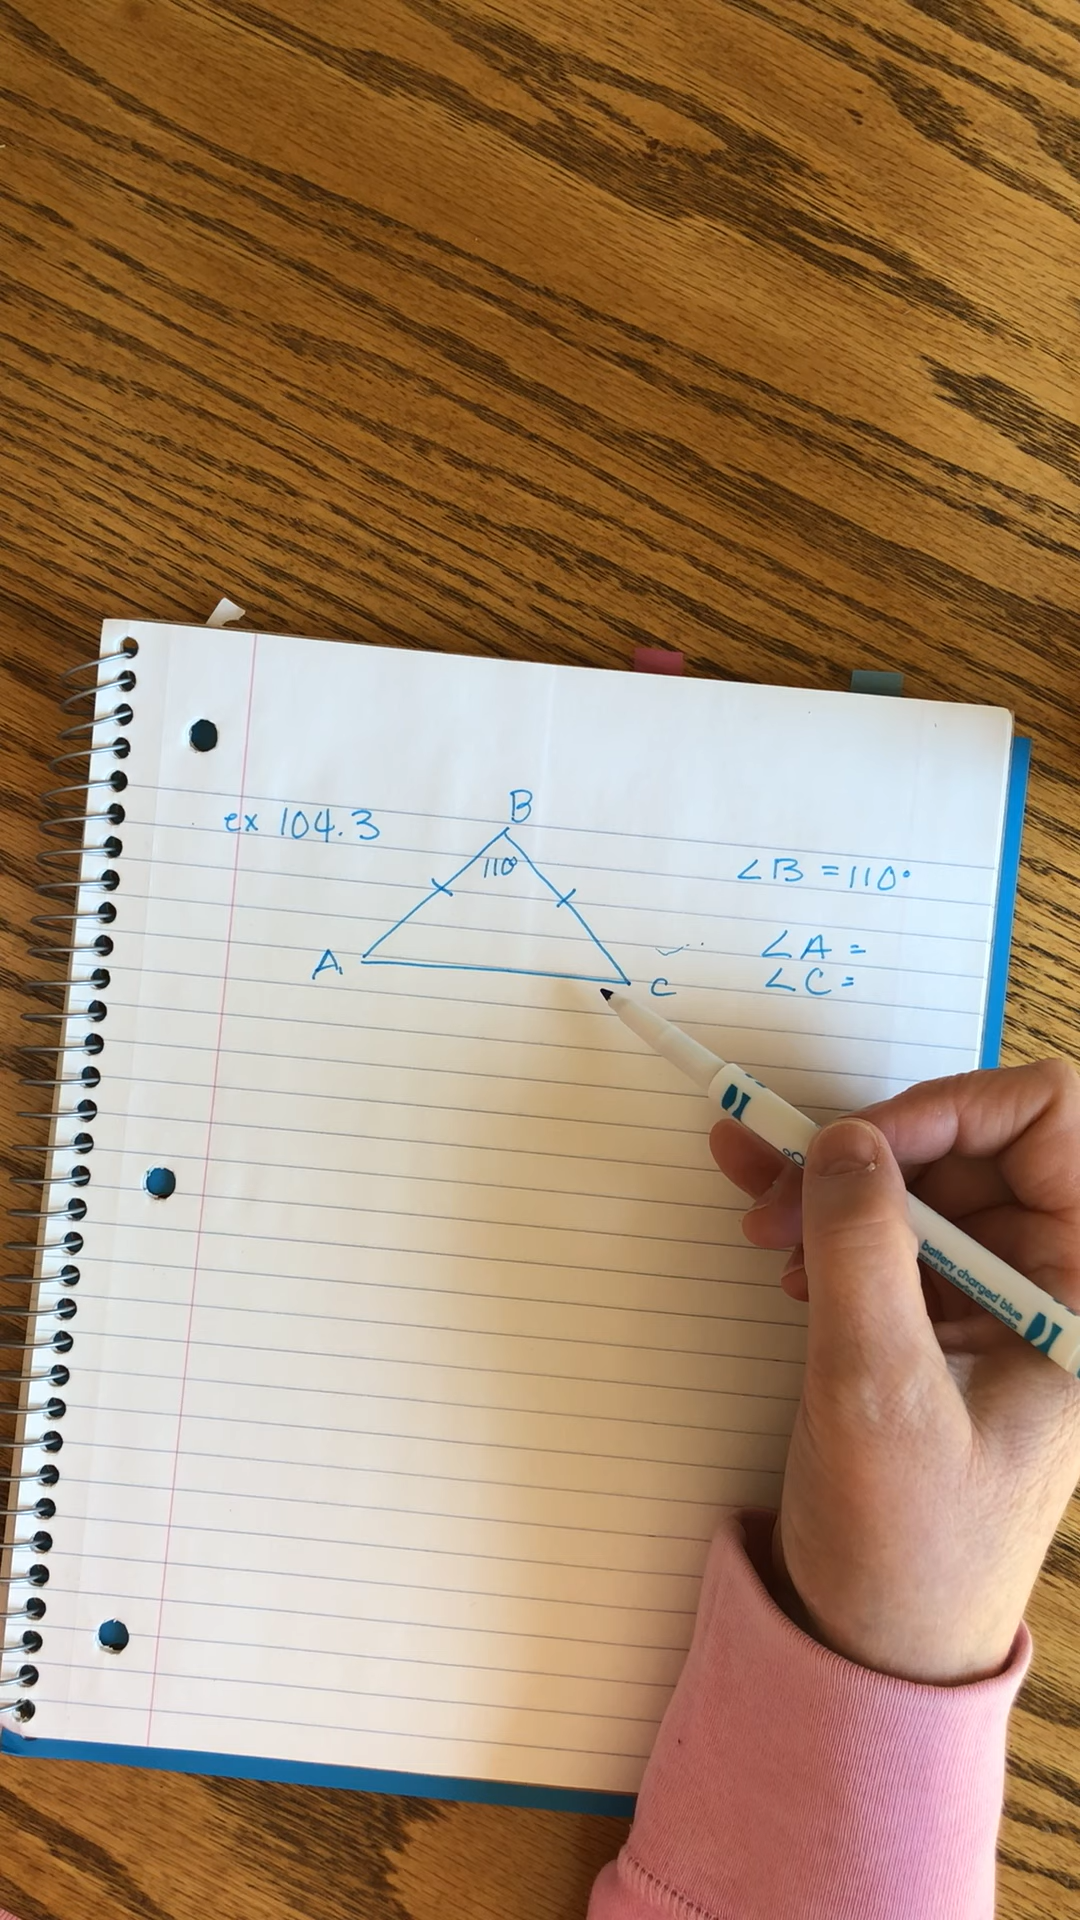 ex 104.3
B
110°
A
C
∠B = 110°
∠A =
∠C =
battery charged blue